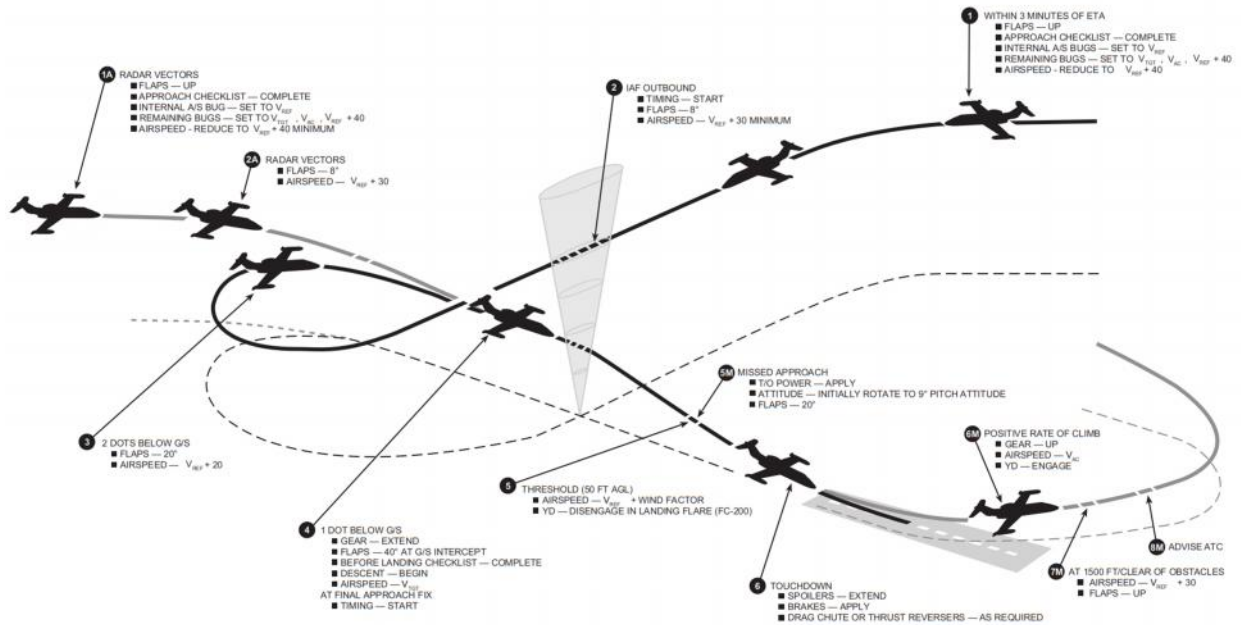 1 WITHIN 3 MINUTES OF ETA
■ FLAPS — UP
■ APPROACH CHECKLIST — COMPLETE
■ INTERNAL A/S BUGS — SET TO VREF
■ REMAINING BUGS — SET TO VTGT , VAC , VREF + 40
■ AIRSPEED - REDUCE TO VREF + 40
1A RADAR VECTORS
■ FLAPS — UP
■ APPROACH CHECKLIST — COMPLETE
■ INTERNAL A/S BUG — SET TO VREF
■ REMAINING BUGS — SET TO VTGT , VAC , VREF + 40
■ AIRSPEED - REDUCE TO VREF + 40 MINIMUM
2 IAF OUTBOUND
■ TIMING — START
■ FLAPS — 8°
■ AIRSPEED — VREF + 30 MINIMUM
2A RADAR VECTORS
■ FLAPS — 8°
■ AIRSPEED — VREF + 30
3 2 DOTS BELOW G/S
■ FLAPS — 20°
■ AIRSPEED — VREF + 20
4 1 DOT BELOW G/S
■ GEAR — EXTEND
■ FLAPS — 40° AT G/S INTERCEPT
■ BEFORE LANDING CHECKLIST — COMPLETE
■ DESCENT — BEGIN
■ AIRSPEED — VTGT
AT FINAL APPROACH FIX
■ TIMING — START
5 THRESHOLD (50 FT AGL)
■ AIRSPEED — VREF + WIND FACTOR
■ YD — DISENGAGE IN LANDING FLARE (FC-200)
5M MISSED APPROACH
■ T/O POWER — APPLY
■ ATTITUDE — INITIALLY ROTATE TO 9° PITCH ATTITUDE
■ FLAPS — 20°
6 TOUCHDOWN
■ SPOILERS — EXTEND
■ BRAKES — APPLY
■ DRAG CHUTE OR THRUST REVERSERS — AS REQUIRED
6M POSITIVE RATE OF CLIMB
■ GEAR — UP
■ AIRSPEED — VAC
■ YD — ENGAGE
7M AT 1500 FT/CLEAR OF OBSTACLES
■ AIRSPEED — VREF + 30
■ FLAPS — UP
8M ADVISE ATC